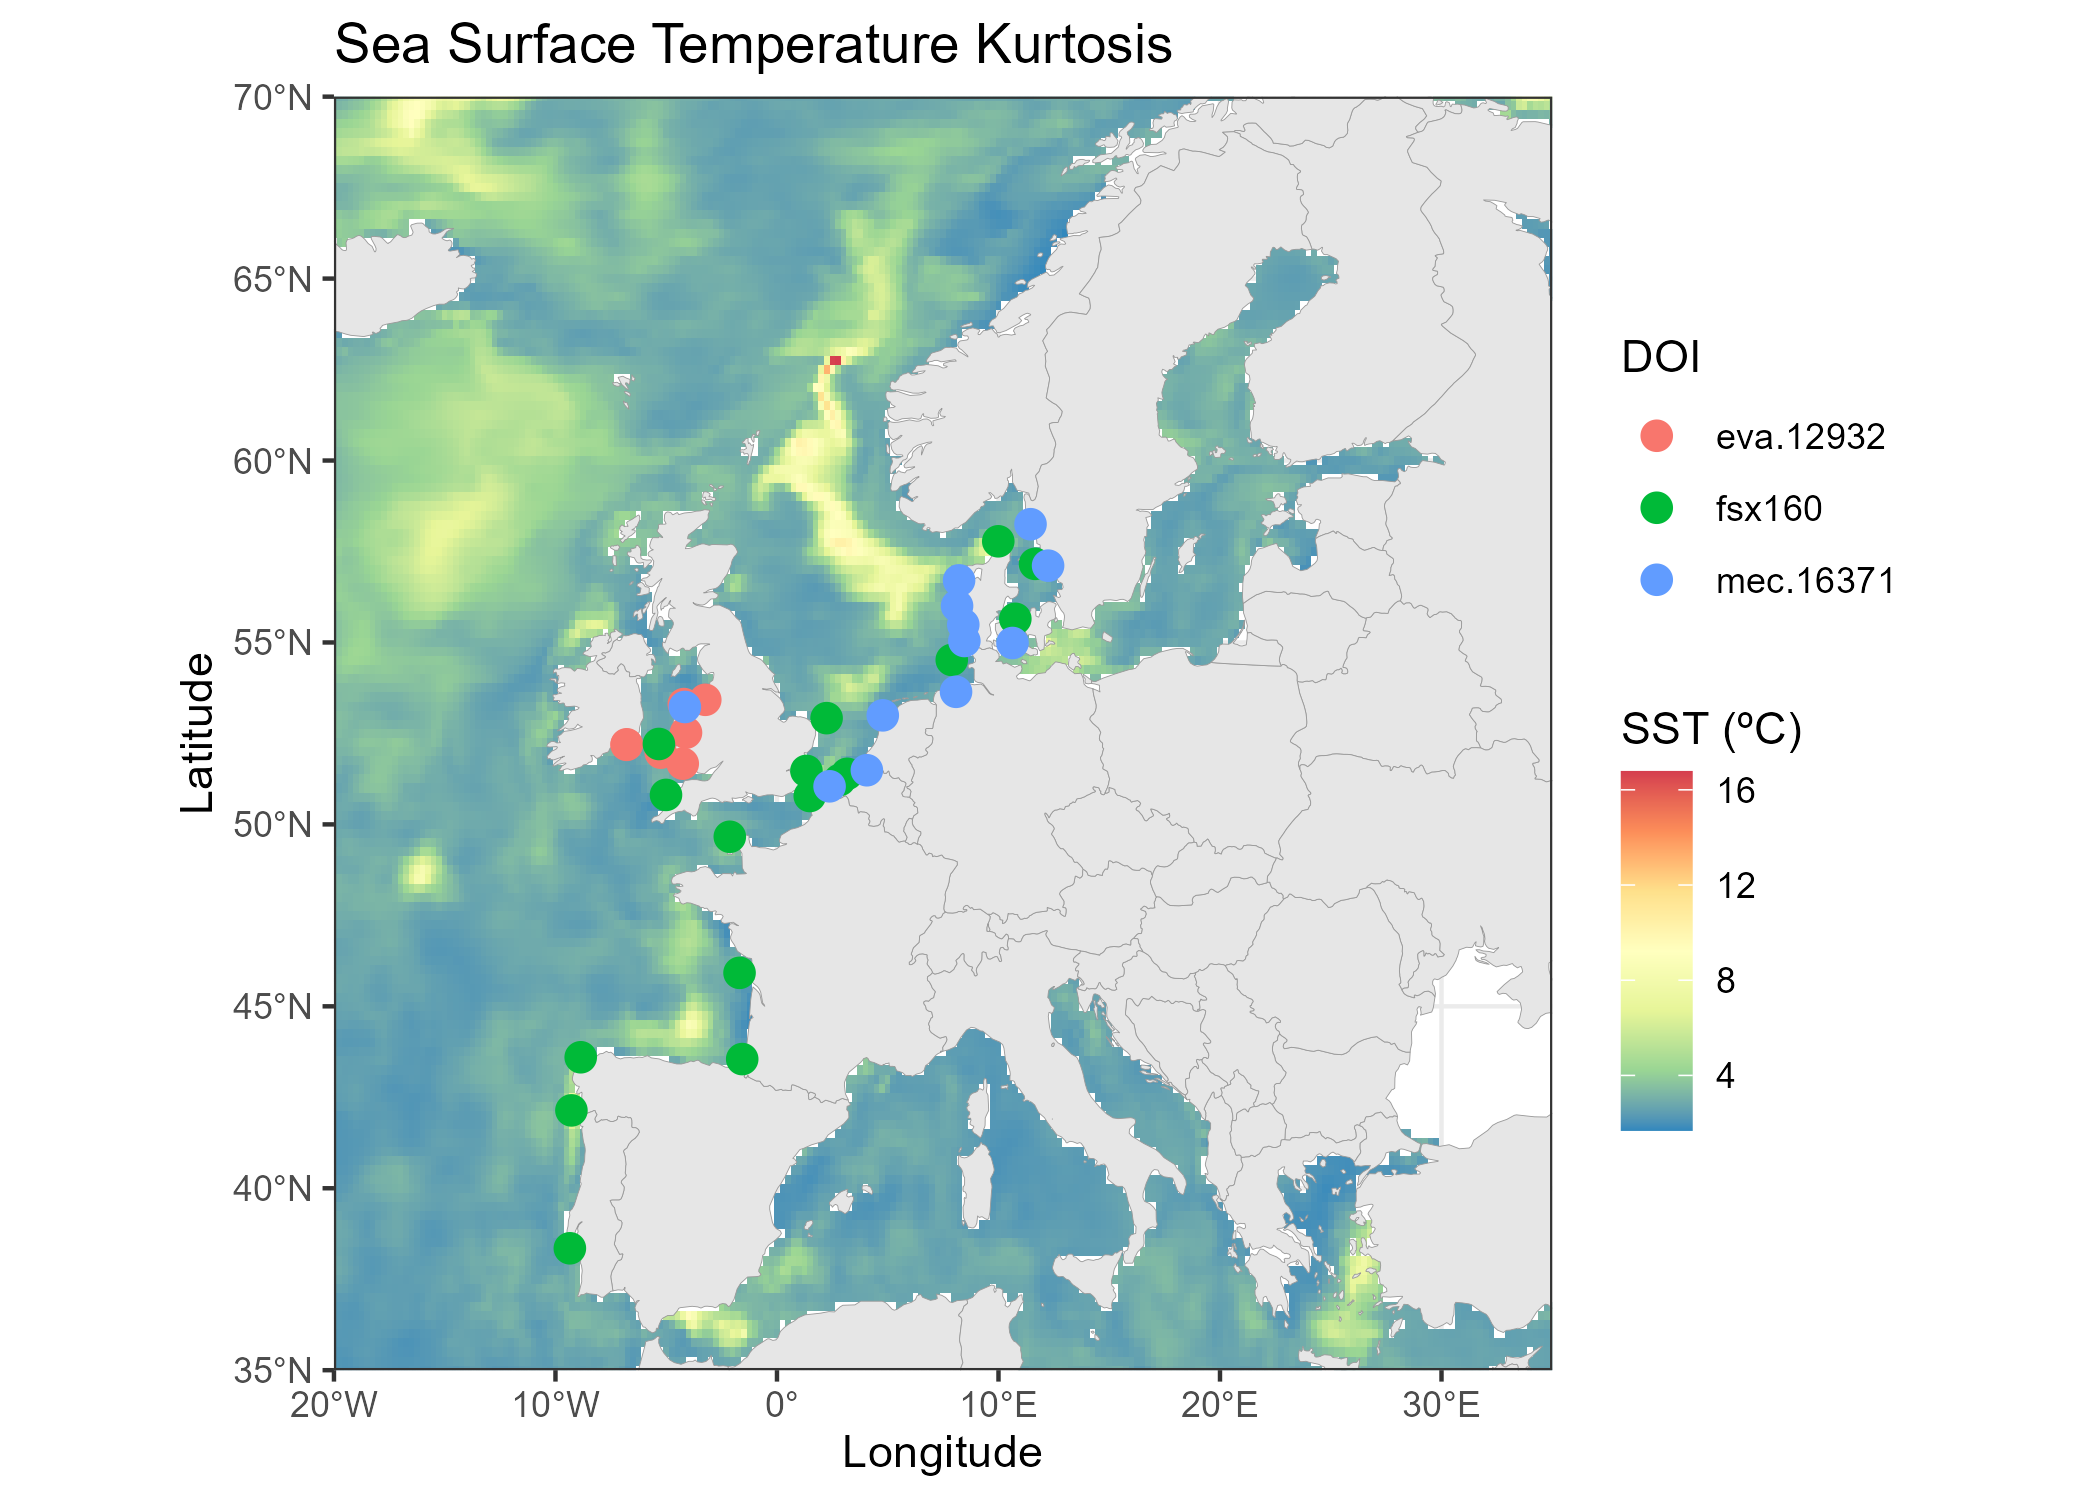 Sea Surface Temperature Kurtosis
70°N
65°N
60°N
55°N
50°N
45°N
40°N
35°N
Latitude
20°W
10°W
0°
10°E
20°E
30°E
Longitude
DOI
eva.12932
fsx160
mec.16371
SST (ºC)
16
12
8
4